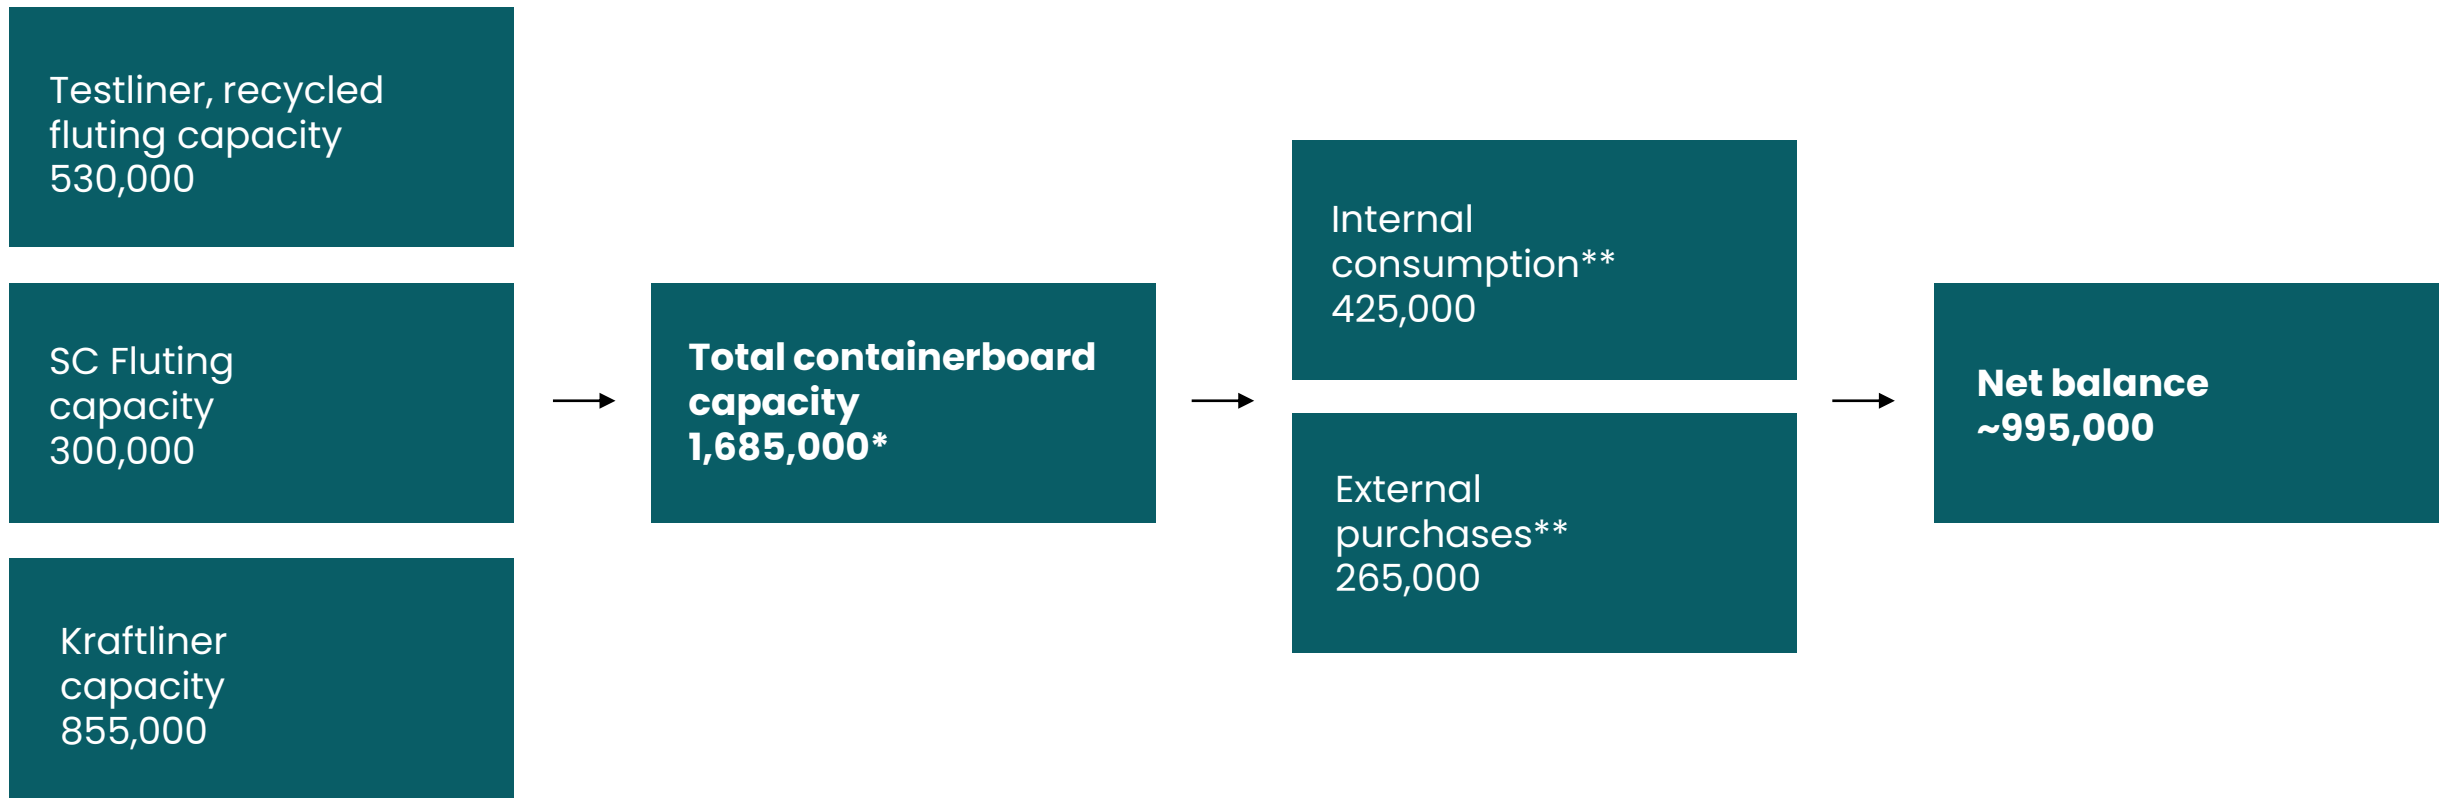 Testliner, recycled
fluting capacity
530,000
SC Fluting
capacity
300,000
Kraftliner
capacity
855,000
Total containerboard
capacity
1,685,000*
Internal
consumption**
425,000
External
purchases**
265,000
Net balance
~995,000